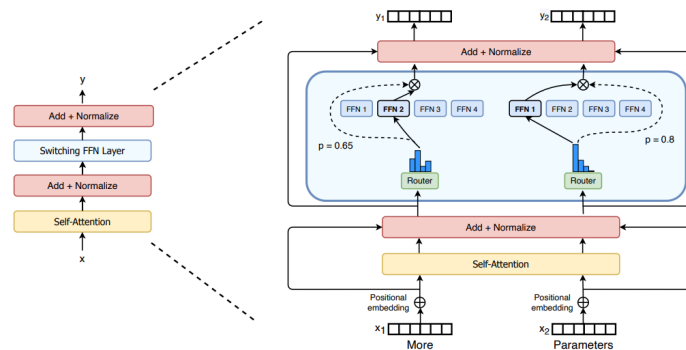 y
Add + Normalize
Switching FFN Layer
Add + Normalize
Self-Attention
x
y1 y2
Add + Normalize
FFN 1 FFN 2 FFN 3 FFN 4 FFN 1 FFN 2 FFN 3 FFN 4
p = 0.65 p = 0.8
Router Router
Add + Normalize
Self-Attention
Positional embedding Positional embedding
x1 x2
More Parameters